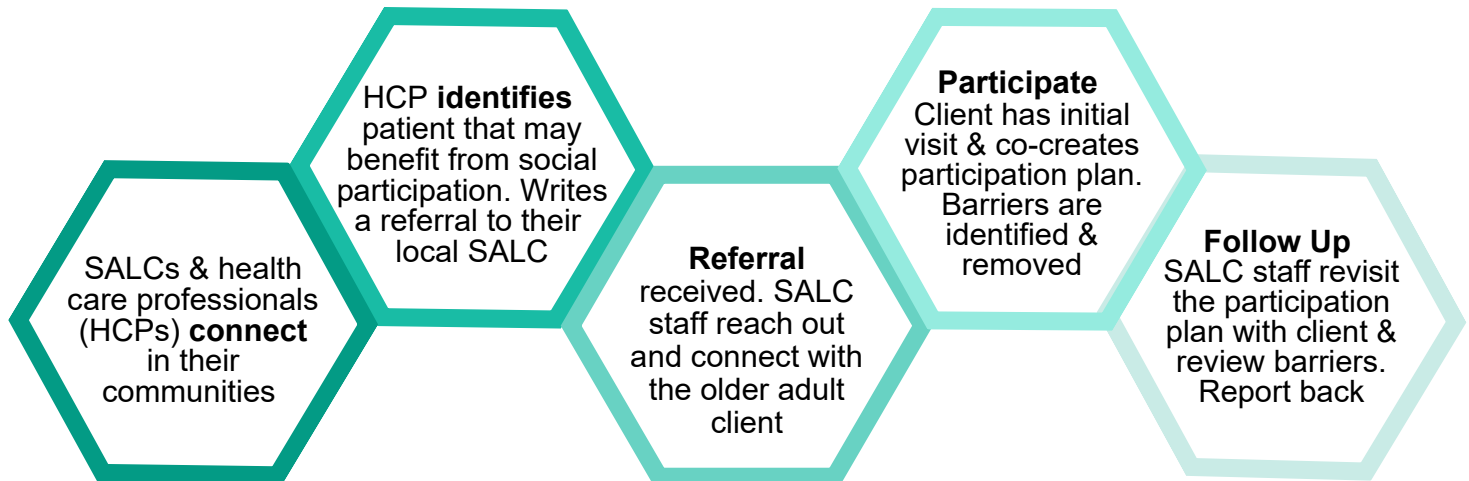 SALCs & health
care professionals
(HCPs) connect
in their
communities
HCP identifies
patient that may
benefit from social
participation. Writes
a referral to their
local SALC
Referral
received. SALC
staff reach out
and connect with
the older adult
client
Participate
Client has initial
visit & co-creates
participation plan.
Barriers are
identified &
removed
Follow Up
SALC staff revisit
the participation
plan with client &
review barriers.
Report back